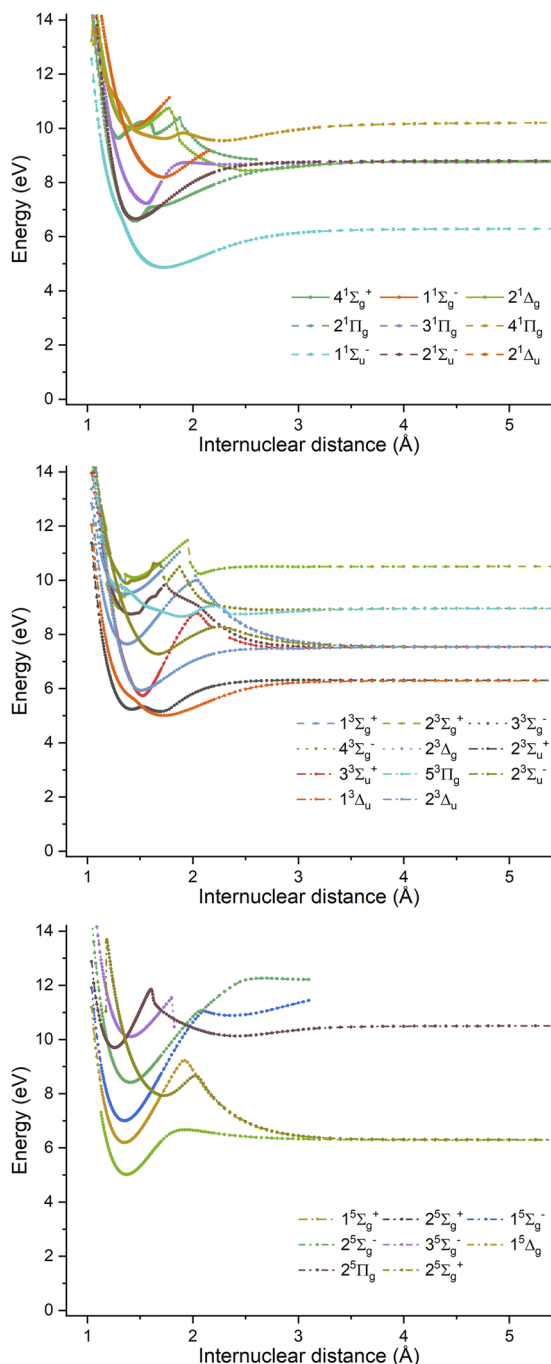 14
12
10
8
6
4
2
0
Energy (eV)
4¹Σg⁺ 1¹Σg⁻ 2¹Δg
2¹Πg 3¹Πg 4¹Πg
1¹Σu⁻ 2¹Σu⁻ 2¹Δu
1 2 3 4 5
Internuclear distance (Å)
14
12
10
8
6
4
2
0
Energy (eV)
1³Σg⁺ 2³Σg⁺ 3³Σg⁻
4³Σg⁻ 2³Δg 2³Σu⁺
3³Σu⁺ 5³Πg 2³Σu⁻
1³Δu 2³Δu
1 2 3 4 5
Internuclear distance (Å)
14
12
10
8
6
4
2
0
Energy (eV)
1⁵Σg⁺ 2⁵Σg⁺ 1⁵Σg⁻
2⁵Σg⁻ 3⁵Σg⁻ 1⁵Δg
2⁵Πg 2⁵Σg⁺
1 2 3 4 5
Internuclear distance (Å)